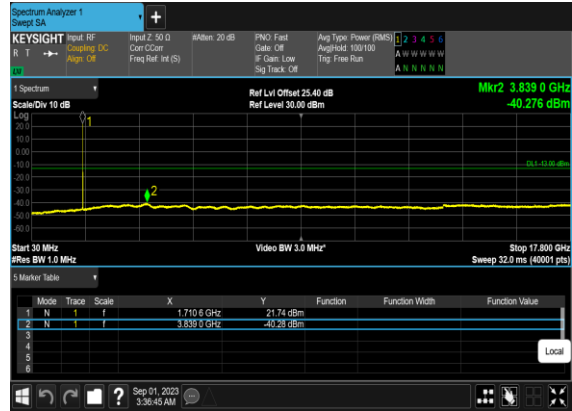 Spectrum Analyzer 1
Swept SA
+
KEYSIGHT Input: RF Input Z: 50 Ω #Atten: 20 dB PNO: Fast Avg Type: Power (RMS) 1 2 3 4 5 6
R T Coupling: DC Corr CCorr Gate: Off Avg|Hold: 100/100 A W W W W W
Align: Off Freq Ref: Int (S) IF Gain: Low Trig: Free Run
Sig Track: Off A N N N N N
1 Spectrum Ref Lvl Offset 25.40 dB Mkr2 3.839 0 GHz
Scale/Div 10 dB Ref Level 30.00 dBm -40.276 dBm
Log
1
20.0
10.0
0.00
-10.0
DL1 -13.00 dBm
-20.0
-30.0
2
-40.0
-50.0
-60.0
Start 30 MHz Video BW 3.0 MHz* Stop 17.800 GHz
#Res BW 1.0 MHz Sweep 32.0 ms (40001 pts)
5 Marker Table
Mode Trace Scale X Y Function Function Width Function Value
1 N 1 f 1.710 6 GHz 21.74 dBm
2 N 1 f 3.839 0 GHz -40.28 dBm
3
4
5
6
Local
? Sep 01, 2023
3:36:45 AM